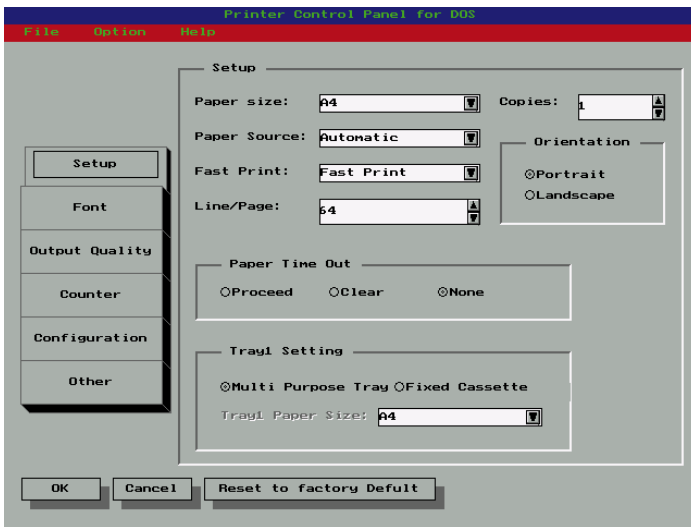 Printer Control Panel for DOS
File Option Help
Setup
Paper size: A4 Copies: 1
Paper Source: Automatic
Orientation
Fast Print: Fast Print
Portrait
Landscape
Line/Page: 64
Setup
Font
Output Quality
Counter
Configuration
Other
Paper Time Out
Proceed Clear None
Tray1 Setting
Multi Purpose Tray Fixed Cassette
Tray1 Paper Size: A4
OK Cancel Reset to factory Defult